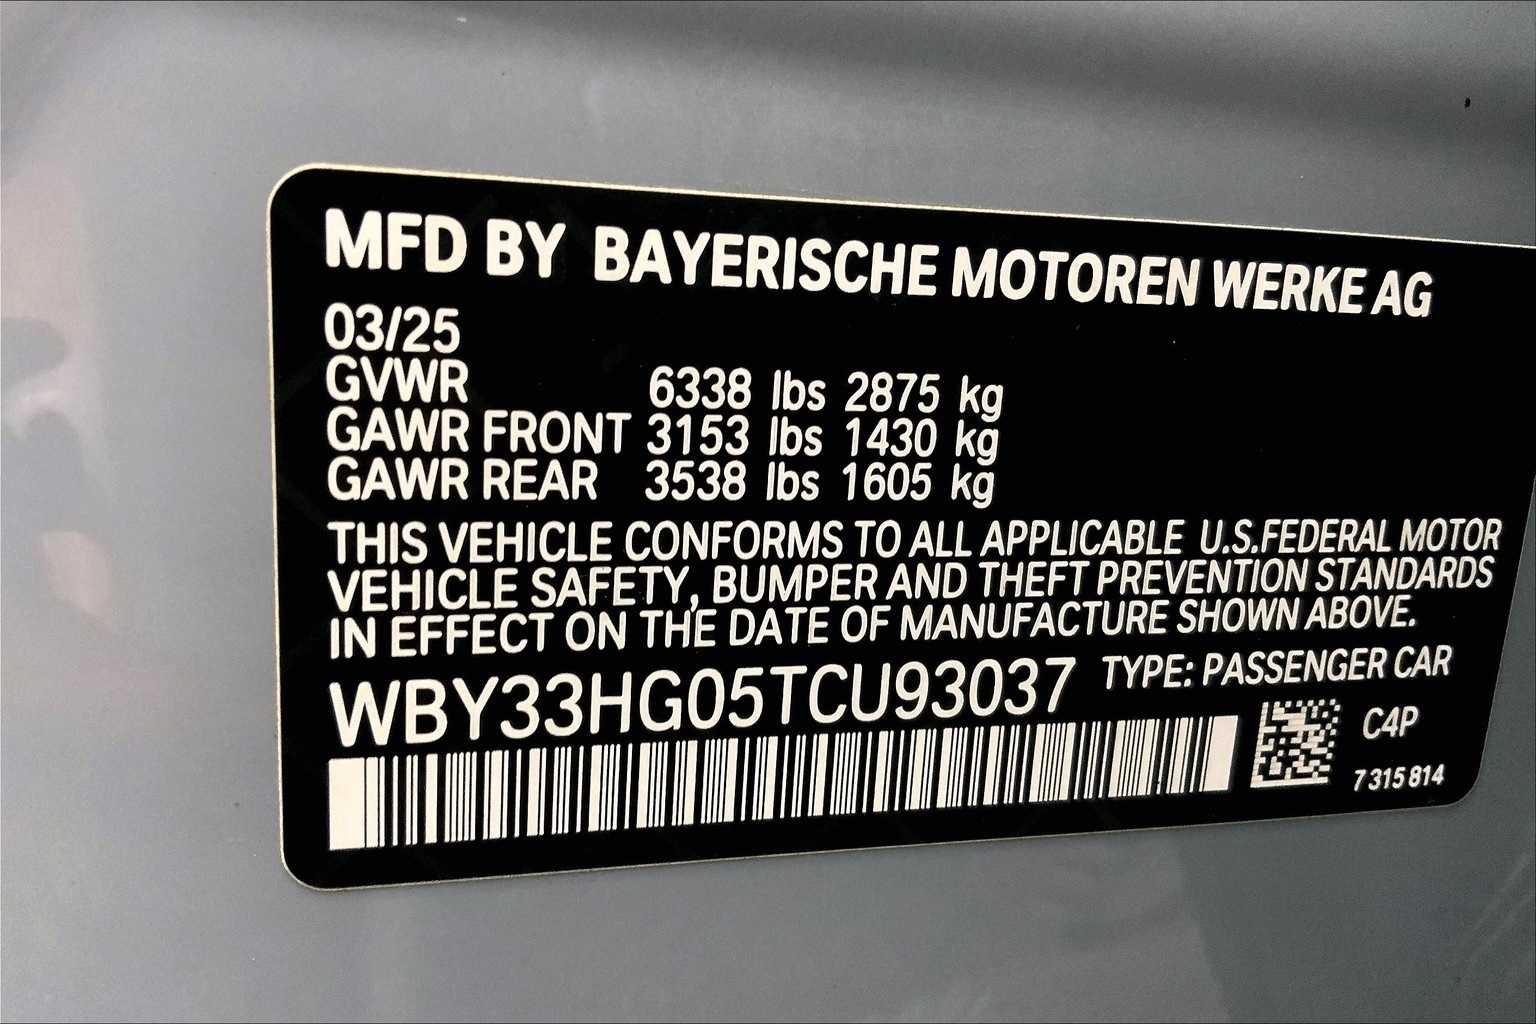 MFD BY BAYERISCHE MOTOREN WERKE AG
03/25
GVWR 6338 lbs 2875 kg
GAWR FRONT 3153 lbs 1430 kg
GAWR REAR 3538 lbs 1605 kg
THIS VEHICLE CONFORMS TO ALL APPLICABLE U.S.FEDERAL MOTOR
VEHICLE SAFETY, BUMPER AND THEFT PREVENTION STANDARDS
IN EFFECT ON THE DATE OF MANUFACTURE SHOWN ABOVE.
WBY33HG05TCU93037 TYPE: PASSENGER CAR
C4P
7 315 814